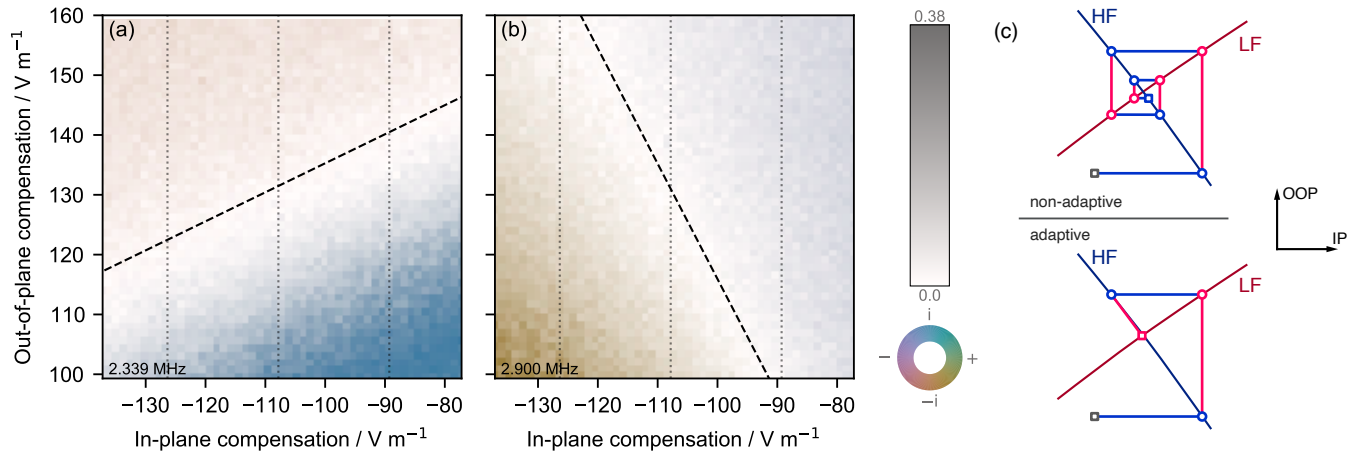 (a)
Out-of-plane compensation / V m⁻¹
160
150
140
130
120
110
100
2.339 MHz
−130 −120 −110 −100 −90 −80
In-plane compensation / V m⁻¹
(b)
2.900 MHz
−130 −120 −110 −100 −90 −80
In-plane compensation / V m⁻¹
0.38
0.0
i
− +
−i
(c)
HF
LF
non-adaptive
adaptive
OOP
IP
HF
LF